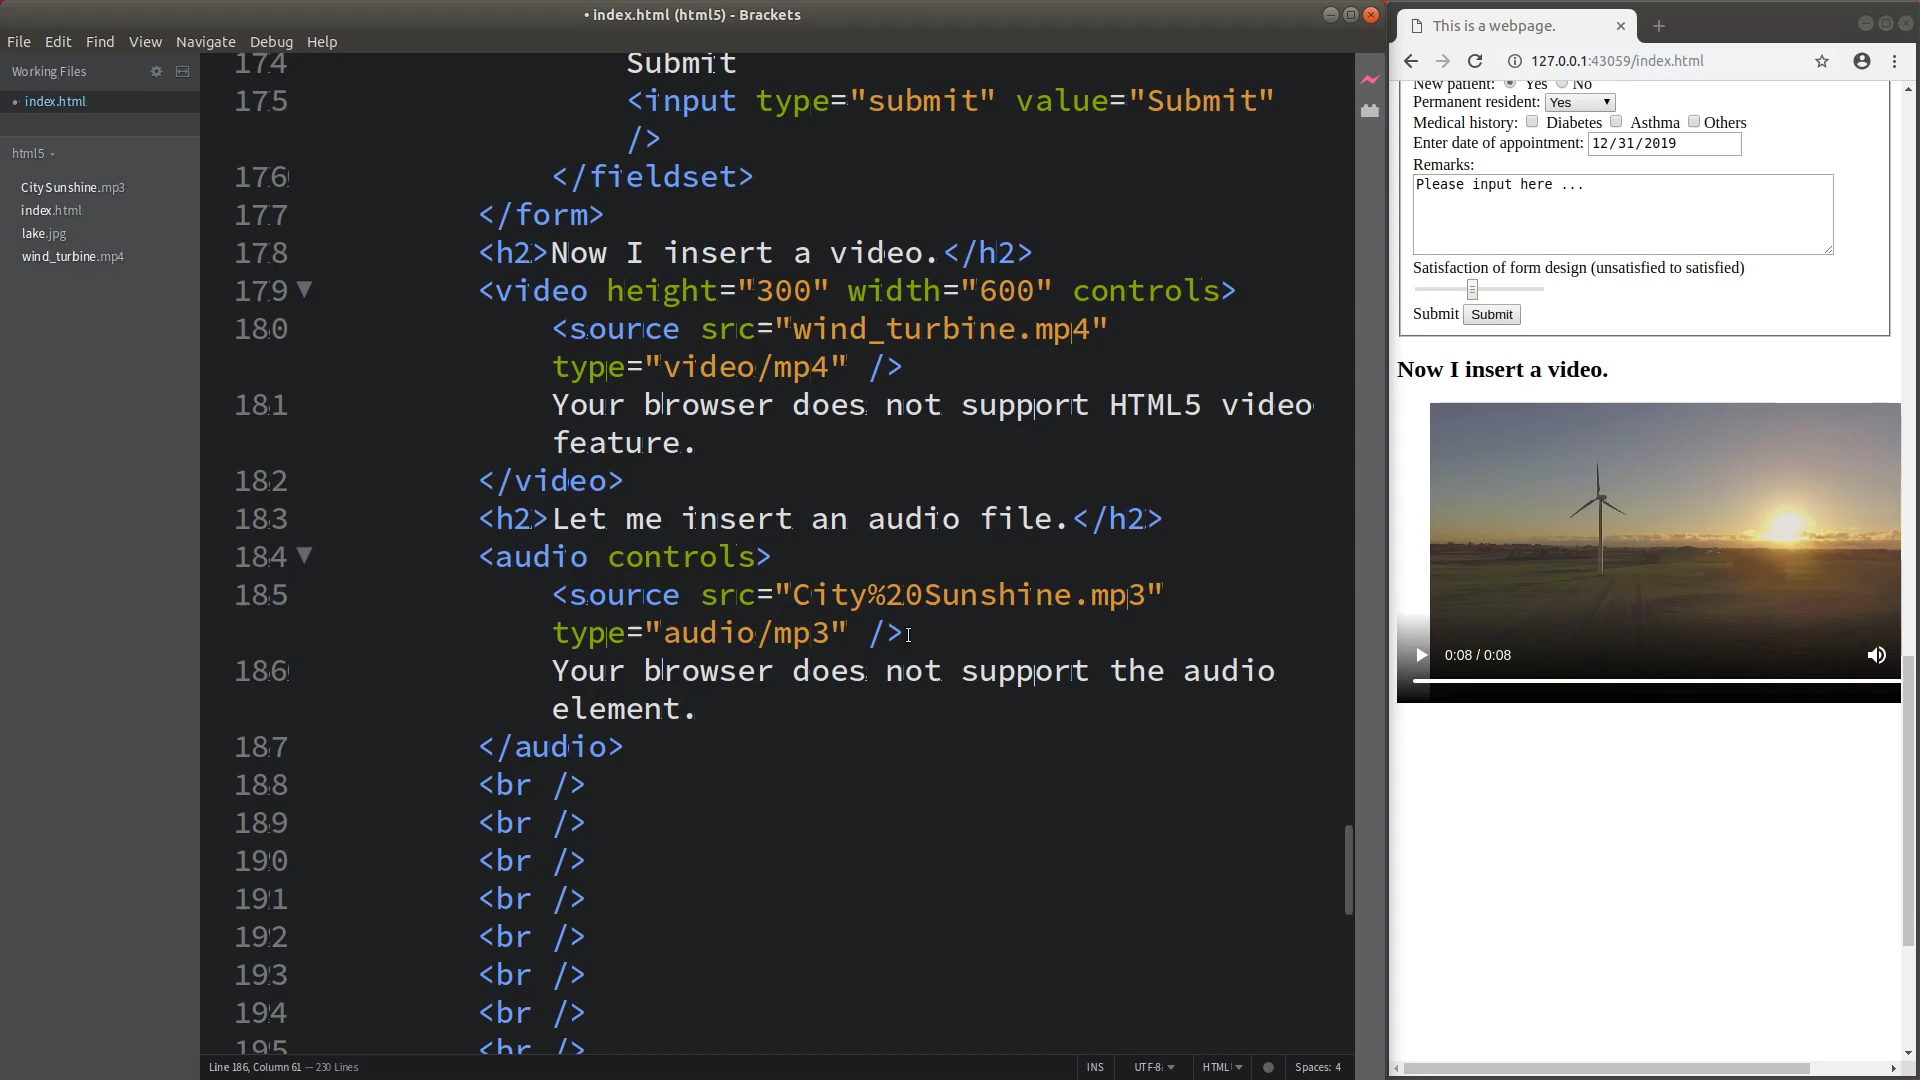 • index.html (html5) - Brackets
File Edit Find View Navigate Debug Help
Working Files
• index.html
html5
City Sunshine.mp3
index.html
lake.jpg
wind_turbine.mp4
174 Submit
175 <input type="submit" value="Submit"
/>
176 </fieldset>
177 </form>
178 <h2>Now I insert a video.</h2>
179 <video height="300" width="600" controls>
180 <source src="wind_turbine.mp4"
type="video/mp4" />
181 Your browser does not support HTML5 video
feature.
182 </video>
183 <h2>Let me insert an audio file.</h2>
184 <audio controls>
185 <source src="City%20Sunshine.mp3"
type="audio/mp3" />
186 Your browser does not support the audio
element.
187 </audio>
188 <br />
189 <br />
190 <br />
191 <br />
192 <br />
193 <br />
194 <br />
195 <br />
Line 186, Column 61 — 230 Lines
INS UTF-8 HTML Spaces: 4
This is a webpage.
127.0.0.1:43059/index.html
New patient: Yes No
Permanent resident: Yes
Medical history: Diabetes Asthma Others
Enter date of appointment: 12/31/2019
Remarks:
Please input here ...
Satisfaction of form design (unsatisfied to satisfied)
Submit Submit
Now I insert a video.
0:08 / 0:08